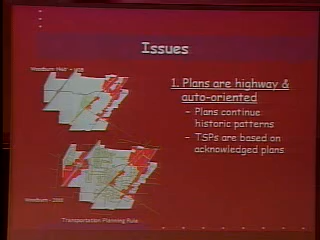 Issues
1. Plans are highway &
auto-oriented
- Plans continue
historic patterns
- TSPs are based on
acknowledged plans
Woodburn - 2000
Transportation Planning Rule